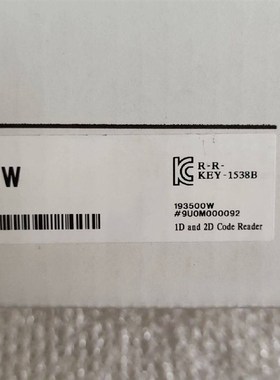 W
R-R-
KEY-1538B
193500W
#9U0M000092
1D and 2D Code Reader